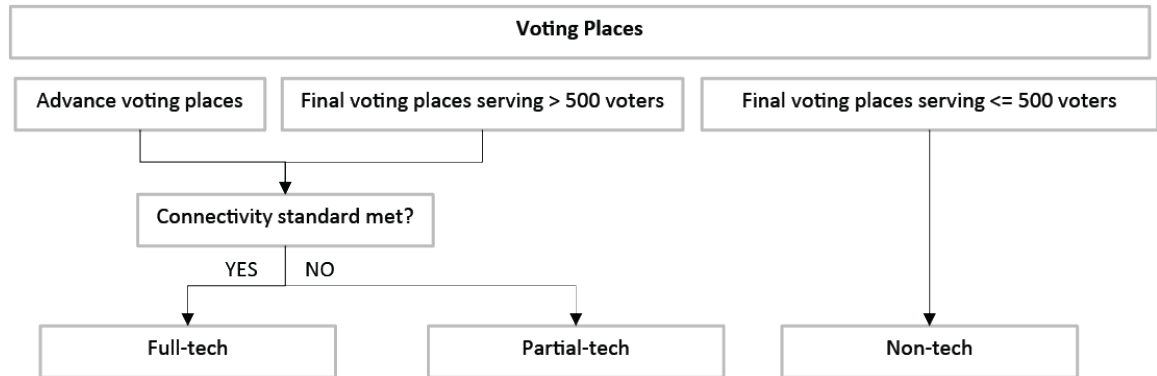 Voting Places
Advance voting places
Final voting places serving > 500 voters
Final voting places serving <= 500 voters
Connectivity standard met?
YES
NO
Full-tech
Partial-tech
Non-tech